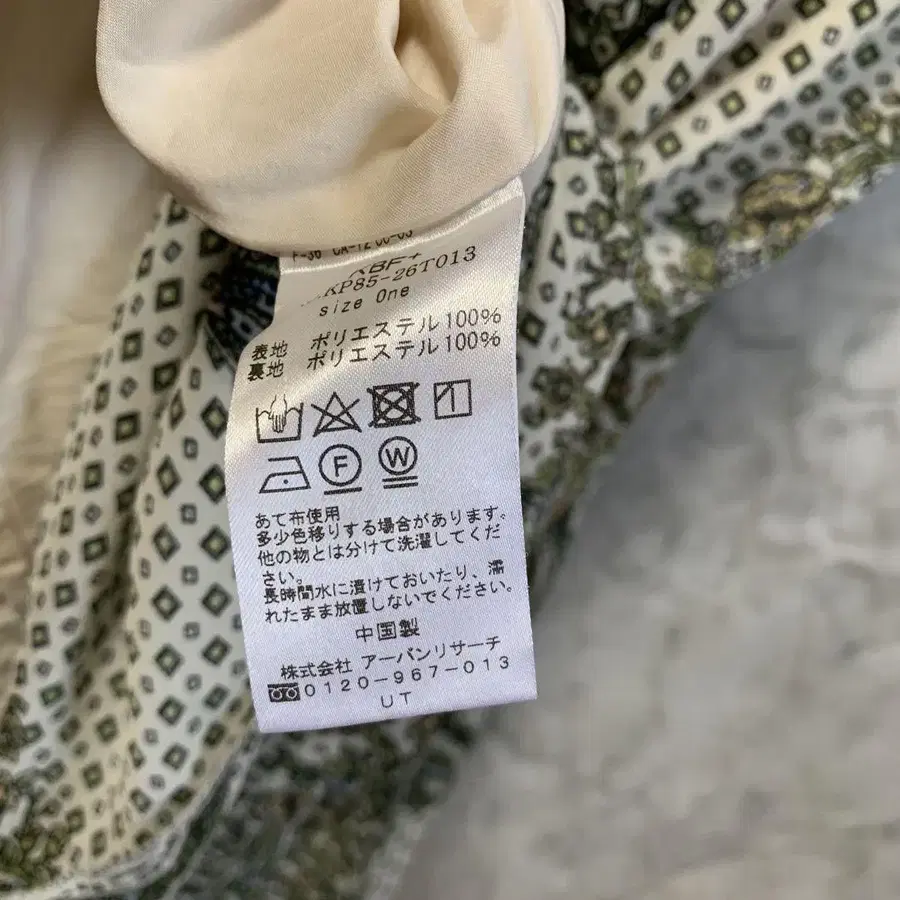 KBF+
KP85-26T013
size One
表地 ポリエステル100%
裏地 ポリエステル100%
F
W
あて布使用
多少色移りする場合があります。
他の物とは分けて洗濯してくだ
さい。
長時間水に漬けておいたり、濡
れたまま放置しないでください。
中国製
株式会社 アーバンリサーチ
0120-967-013
UT